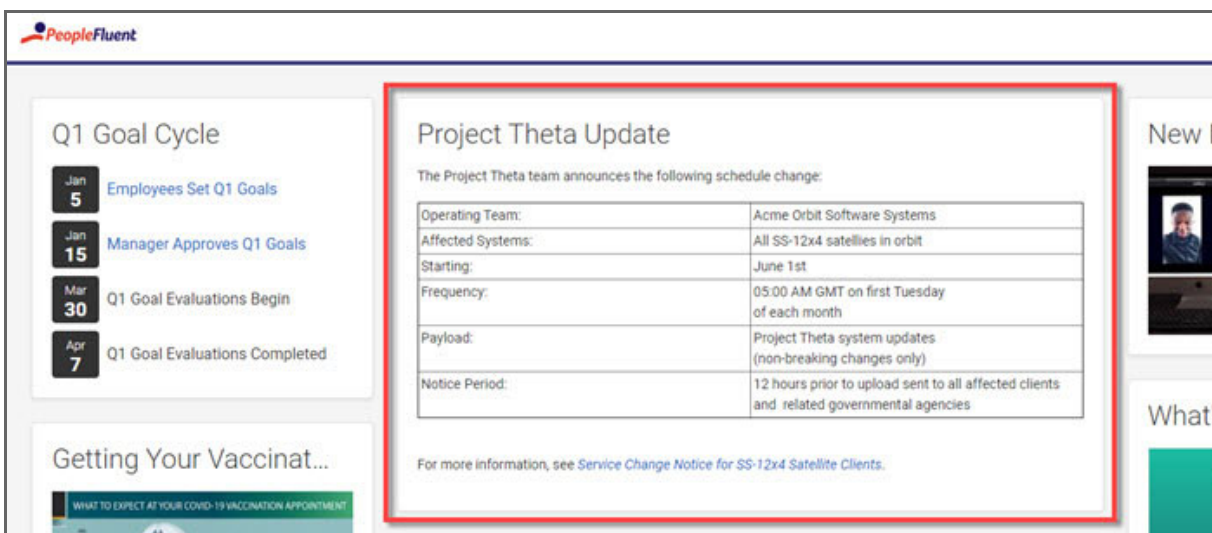 PeopleFluent
Q1 Goal Cycle
Jan
5
Employees Set Q1 Goals
Jan
15
Manager Approves Q1 Goals
Mar
30
Q1 Goal Evaluations Begin
Apr
7
Q1 Goal Evaluations Completed
Getting Your Vaccinat...
WHAT TO EXPECT AT YOUR COVID-19 VACCINATION APPOINTMENT
Project Theta Update
The Project Theta team announces the following schedule change:
Operating Team: Acme Orbit Software Systems
Affected Systems: All SS-12x4 satellies in orbit
Starting: June 1st
Frequency: 05:00 AM GMT on first Tuesday
of each month
Payload: Project Theta system updates
(non-breaking changes only)
Notice Period: 12 hours prior to upload sent to all affected clients
and related governmental agencies
For more information, see Service Change Notice for SS-12x4 Satellite Clients.
New
What